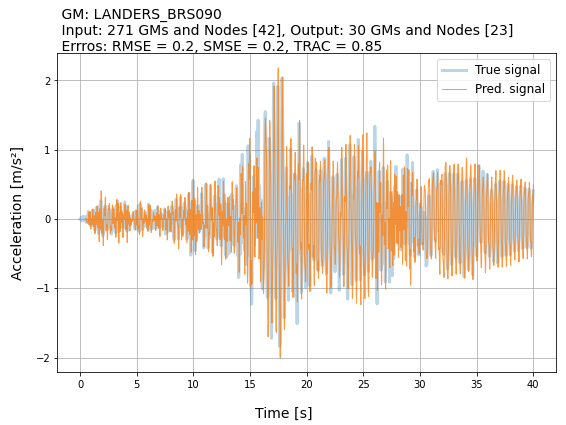 GM: LANDERS_BRS090
Input: 271 GMs and Nodes [42], Output: 30 GMs and Nodes [23]
Errros: RMSE = 0.2, SMSE = 0.2, TRAC = 0.85
True signal
Pred. signal
Acceleration [m/s²]
2
1
0
−1
−2
0 5 10 15 20 25 30 35 40
Time [s]